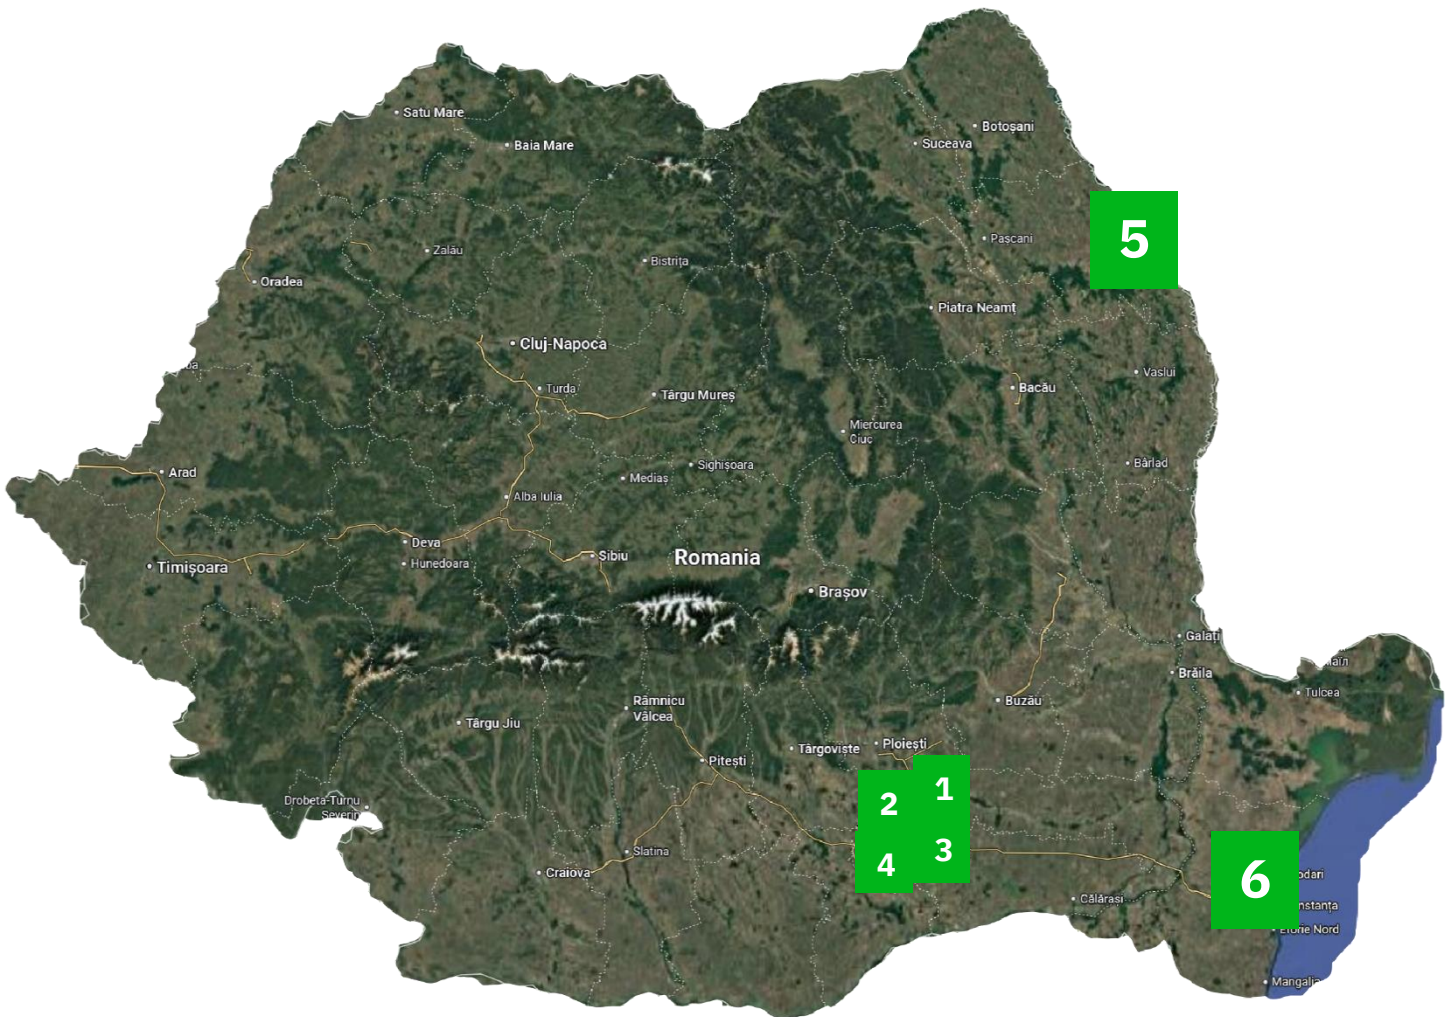 Botoșani
Suceava
Satu Mare
Baia Mare
5
Pașcani
Zalău
Bistrița
Oradea
Piatra Neamț
Cluj-Napoca
Vaslui
Turda
Târgu Mureș
Bacău
Miercurea
Ciuc
Bârlad
Sighișoara
Arad
Mediaș
Alba Iulia
Deva
Sibiu
Romania
Hunedoara
Timișoara
Brașov
Galați
Brăila
Tulcea
Râmnicu
Vâlcea
Buzău
Târgu Jiu
Târgoviște
Ploiești
Pitești
1
2
Drobeta-Turnu
Severin
3
4
Slatina
Craiova
6
odari
Călărași
nstanța
Eforie Nord
Mangalia